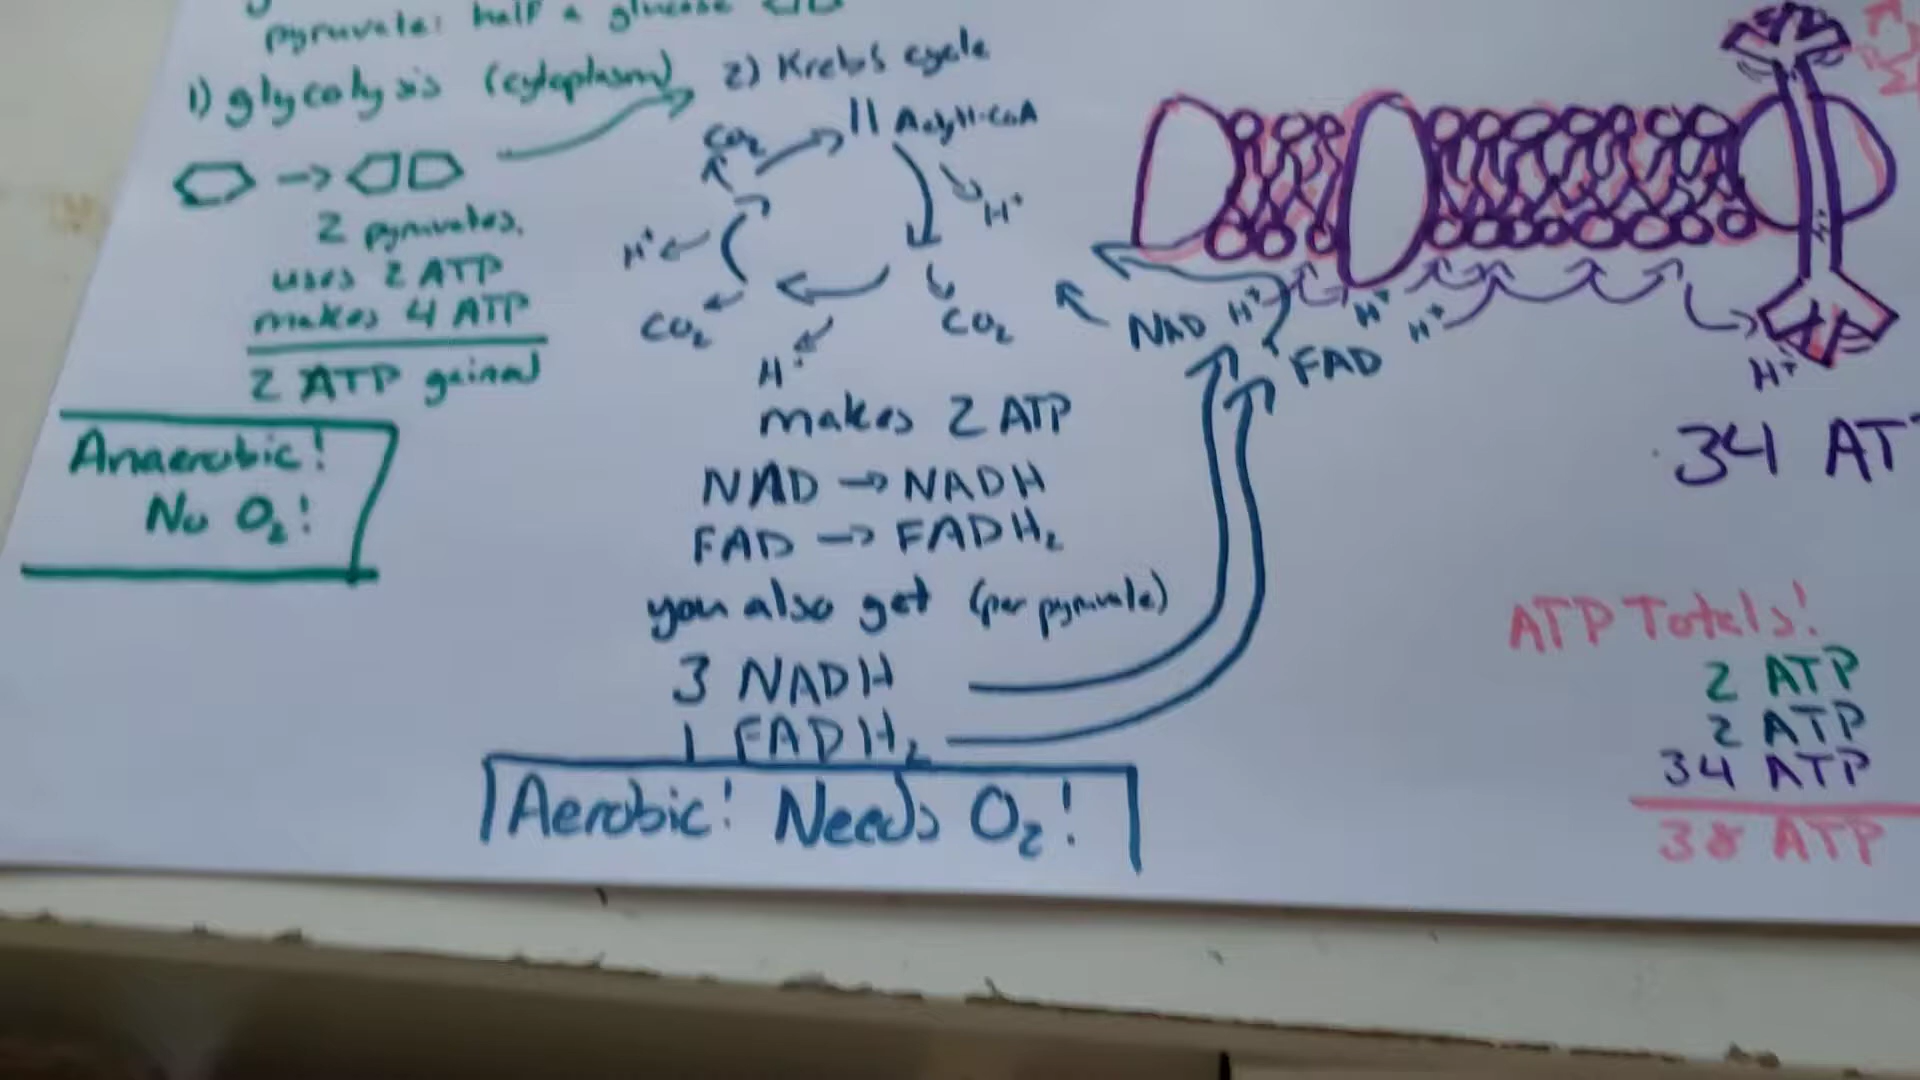 pyruvate: half a glucose
1) glycolysis (cytoplasm)
2 pyruvates.
uses 2 ATP
makes 4 ATP
2 ATP gained
Anaerobic!
No O₂!
2) Krebs cycle
CO₂
H⁺
H⁺
CO₂
CO₂
H⁺
makes 2 ATP
NAD → NADH
FAD → FADH₂
you also get (per pyruvate)
3 NADH
1 FADH₂
Aerobic! Needs O₂!
NAD
FAD
H⁺
H⁺
H⁺
H⁺
34 AT
ATP Totals!
2 ATP
2 ATP
34 ATP
38 ATP